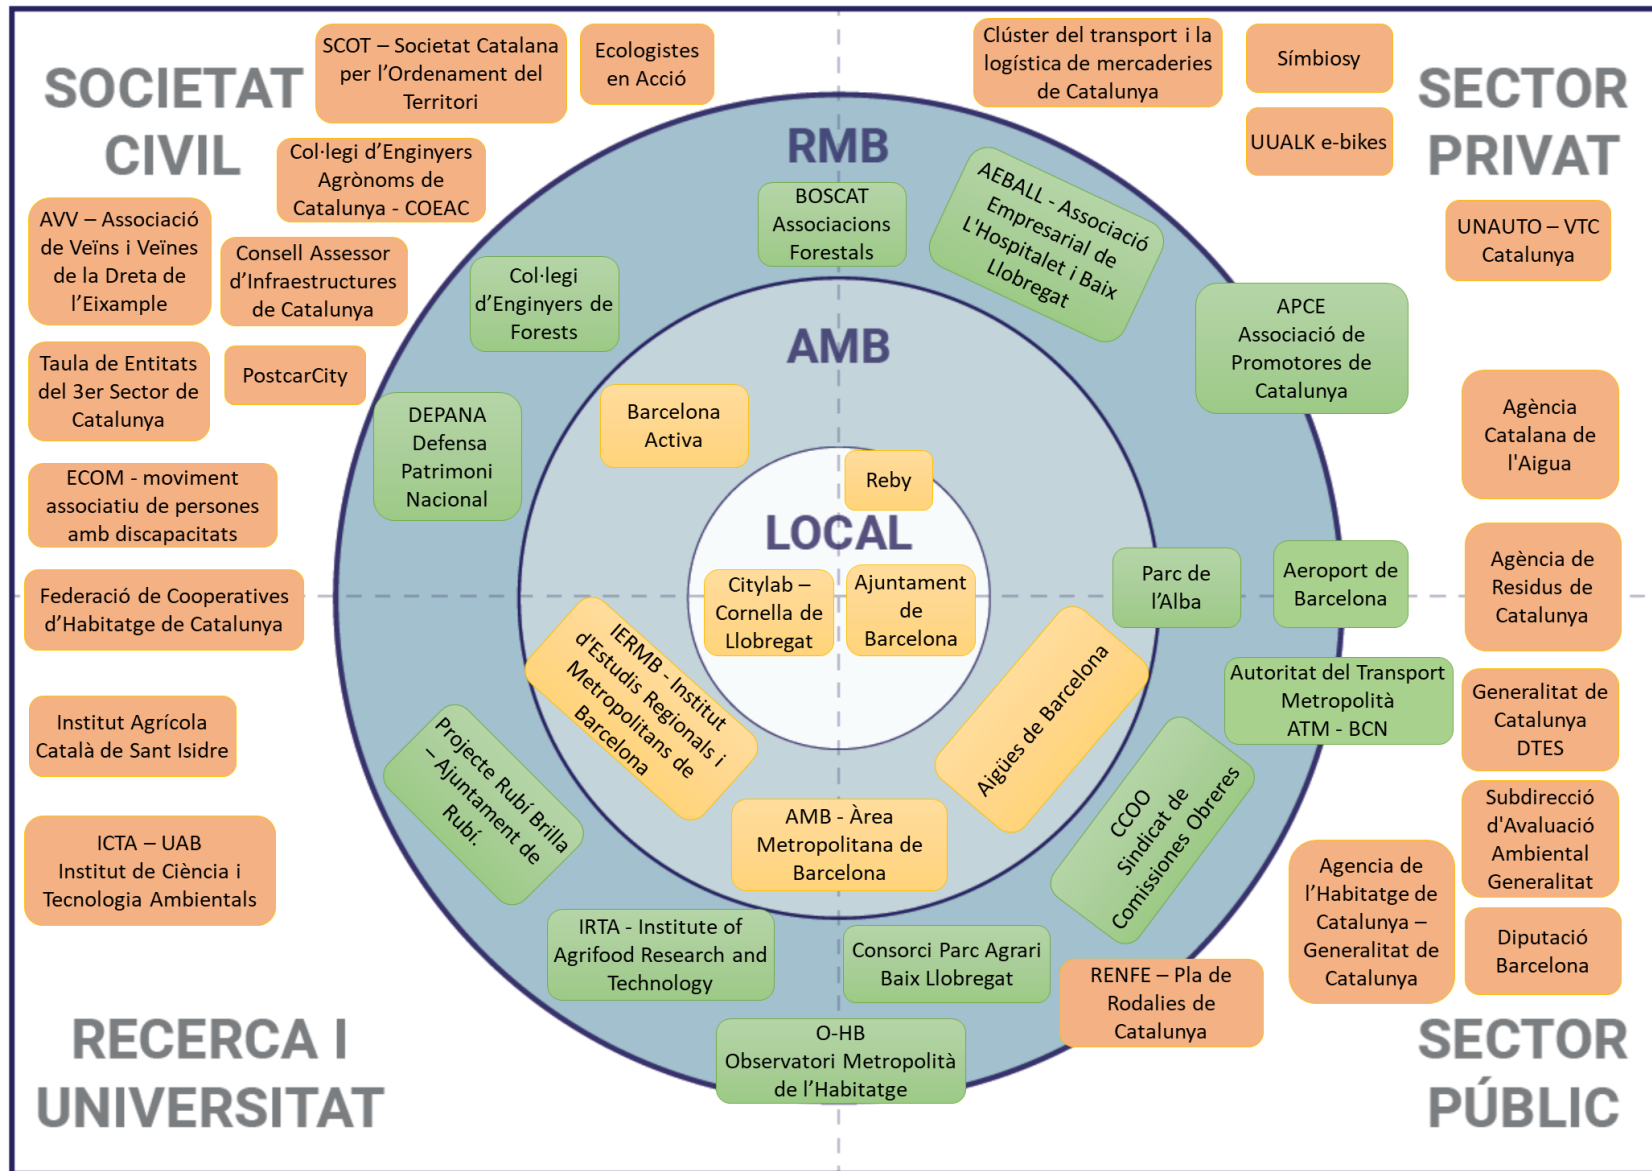 SOCIETAT
CIVIL
SCOT – Societat Catalana
per l’Ordenament del
Territori
Ecologistes
en Acció
Col·legi d’Enginyers
Agrònoms de
Catalunya - COEAC
AVV – Associació
de Veïns i Veïnes
de la Dreta de
l’Eixample
Consell Assessor
d’Infraestructures
de Catalunya
Taula de Entitats
del 3er Sector de
Catalunya
PostcarCity
ECOM - moviment
associatiu de persones
amb discapacitats
Federació de Cooperatives
d’Habitatge de Catalunya
Col·legi
d’Enginyers de
Forests
DEPANA
Defensa
Patrimoni
Nacional
Barcelona
Activa
RMB
BOSCAT
Associacions
Forestals
AMB
LOCAL
Clúster del transport i la
logística de mercaderies
de Catalunya
Símbiosy
UUALK e-bikes
SECTOR
PRIVAT
UNAUTO – VTC
Catalunya
AEBALL - Associació
Empresarial de
L'Hospitalet i Baix
Llobregat
APCE
Associació de
Promotores de
Catalunya
Reby
Agència
Catalana de
l'Aigua
Parc de
l’Alba
Aeroport de
Barcelona
Agència de
Residus de
Catalunya
Citylab –
Cornella de
Llobregat
Ajuntament
de
Barcelona
IERMB - Institut
d'Estudis Regionals i
Metropolitans de
Barcelona
Aigües de Barcelona
AMB - Àrea
Metropolitana de
Barcelona
Institut Agrícola
Català de Sant Isidre
ICTA – UAB
Institut de Ciència i
Tecnologia Ambientals
Projecte Rubí Brilla
– Ajuntament de
Rubí.
IRTA - Institute of
Agrifood Research and
Technology
O-HB
Observatori Metropolità
de l’Habitatge
RECERCA I
UNIVERSITAT
Autoritat del Transport
Metropolità
ATM - BCN
CCOO
Sindicat de
Comissiones Obreres
Consorci Parc Agrari
Baix Llobregat
RENFE – Pla de
Rodalies de
Catalunya
Generalitat de
Catalunya
DTES
Subdirecció
d'Avaluació
Ambiental
Generalitat
Agencia de
l’Habitatge de
Catalunya –
Generalitat de
Catalunya
Diputació
Barcelona
SECTOR
PÚBLIC